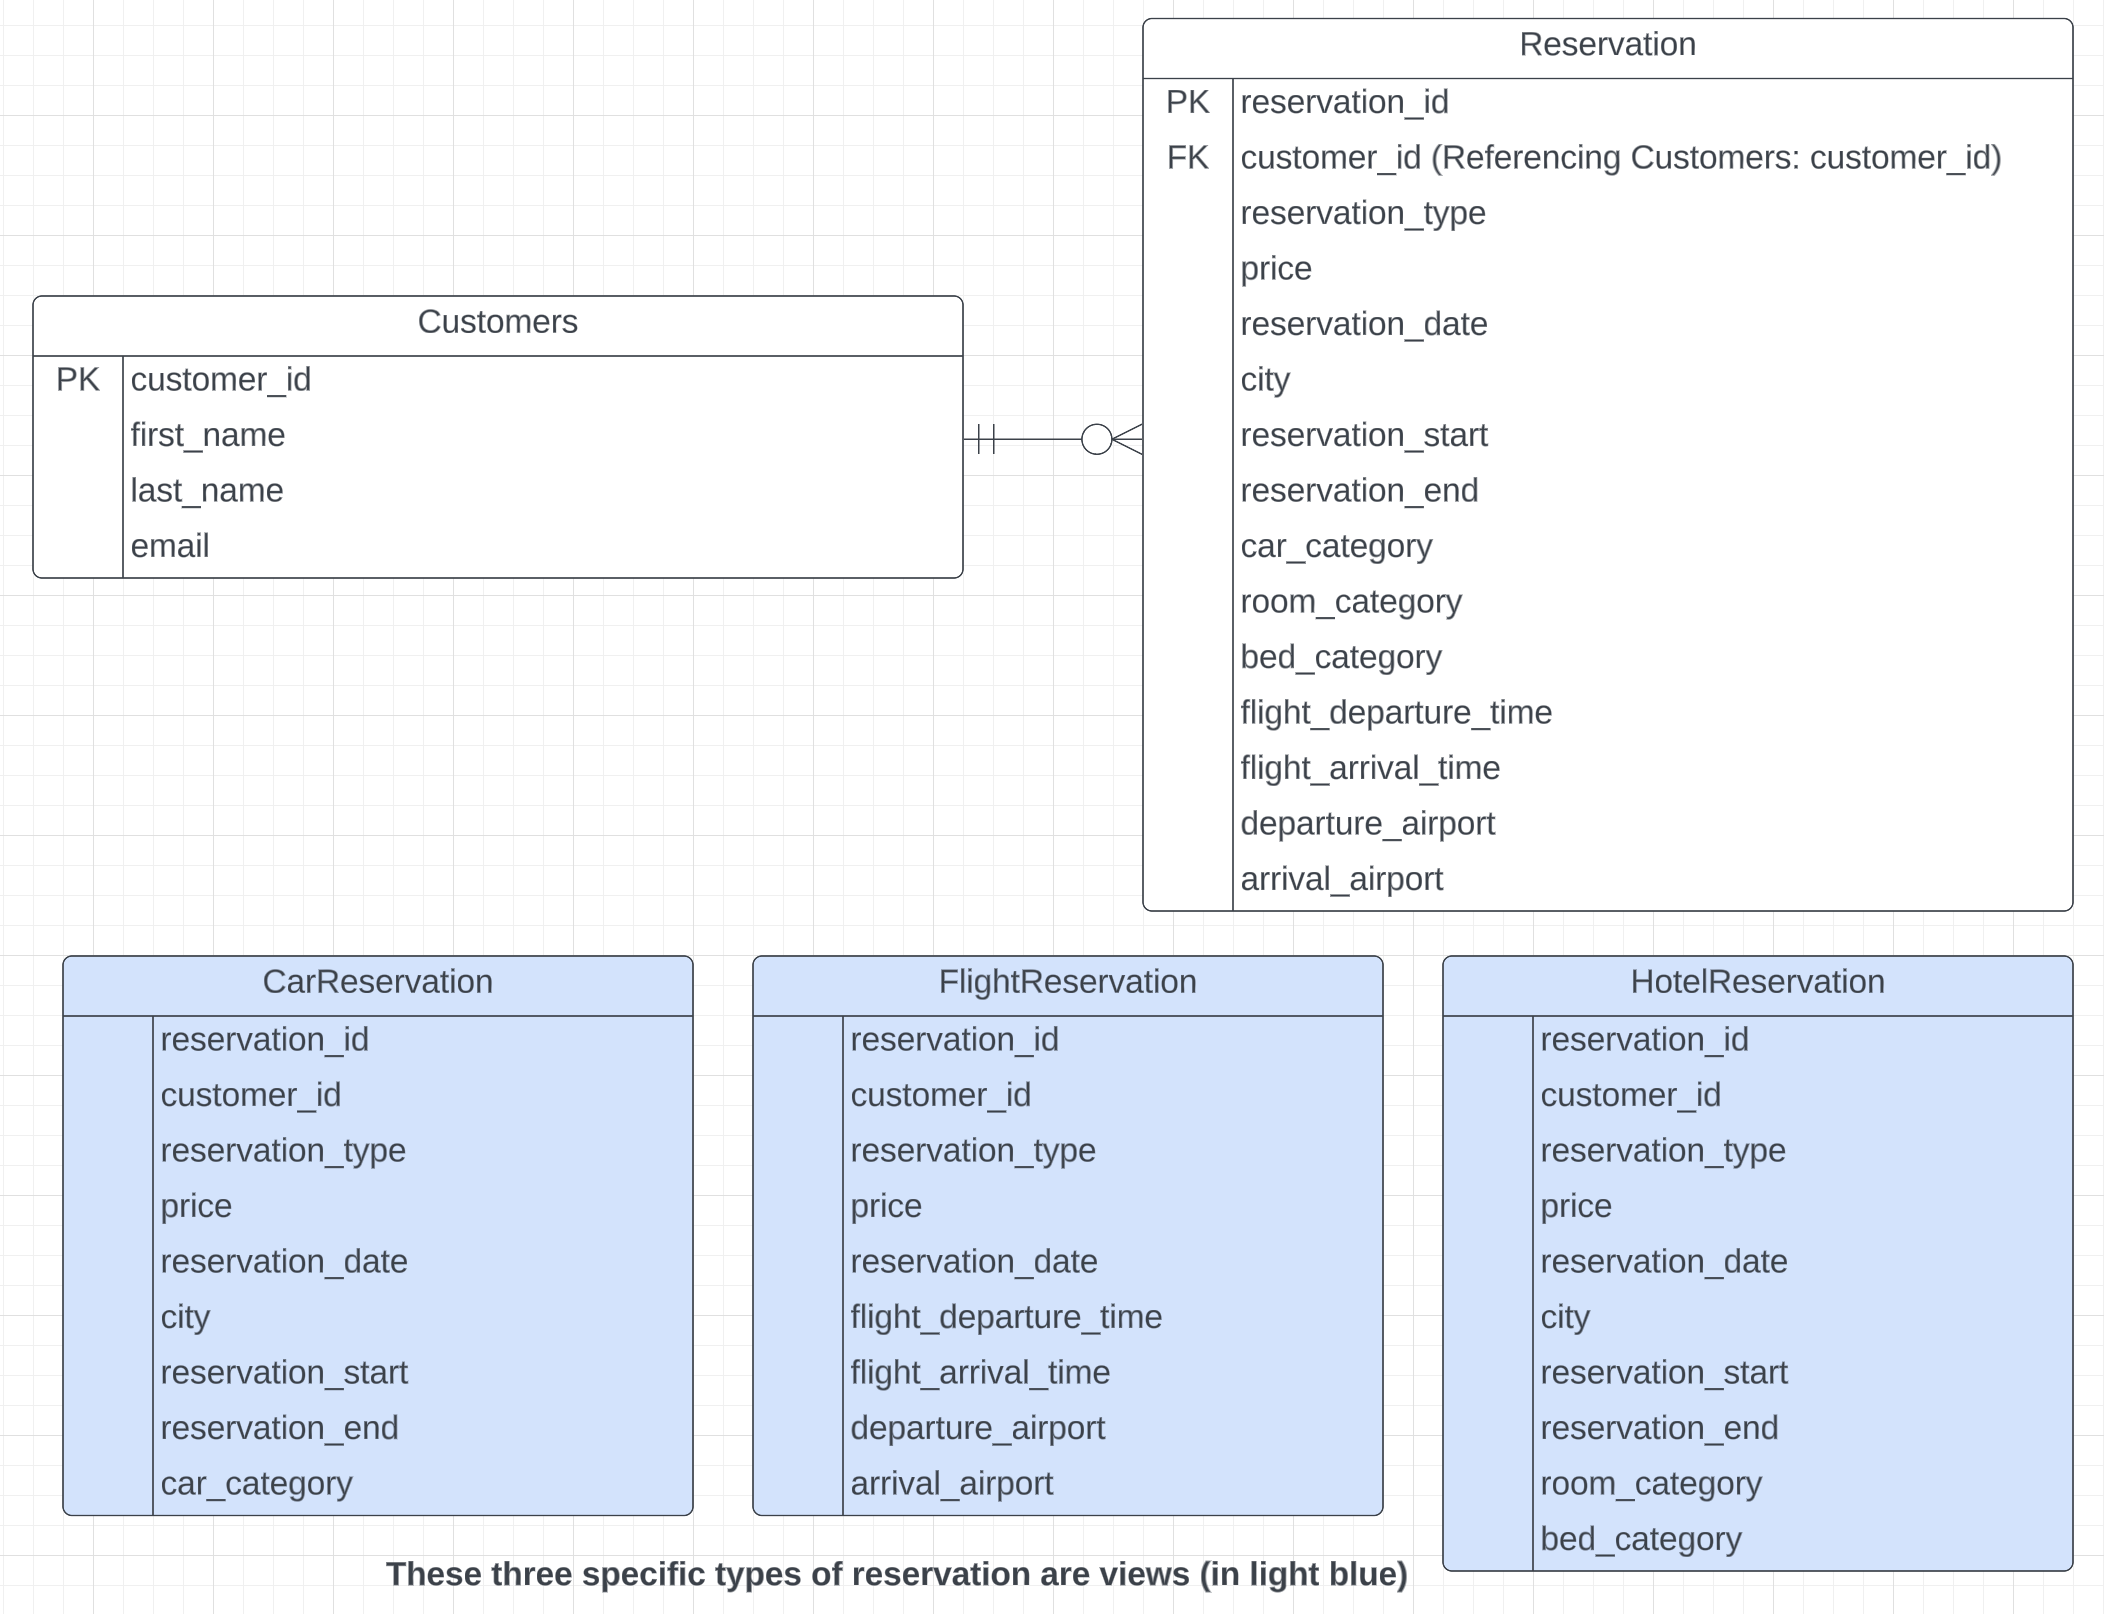 Reservation
PK reservation_id
FK customer_id (Referencing Customers: customer_id)
reservation_type
price
reservation_date
city
reservation_start
reservation_end
car_category
room_category
bed_category
flight_departure_time
flight_arrival_time
departure_airport
arrival_airport
Customers
PK customer_id
first_name
last_name
email
CarReservation
reservation_id
customer_id
reservation_type
price
reservation_date
city
reservation_start
reservation_end
car_category
FlightReservation
reservation_id
customer_id
reservation_type
price
reservation_date
flight_departure_time
flight_arrival_time
departure_airport
arrival_airport
HotelReservation
reservation_id
customer_id
reservation_type
price
reservation_date
city
reservation_start
reservation_end
room_category
bed_category
These three specific types of reservation are views (in light blue)